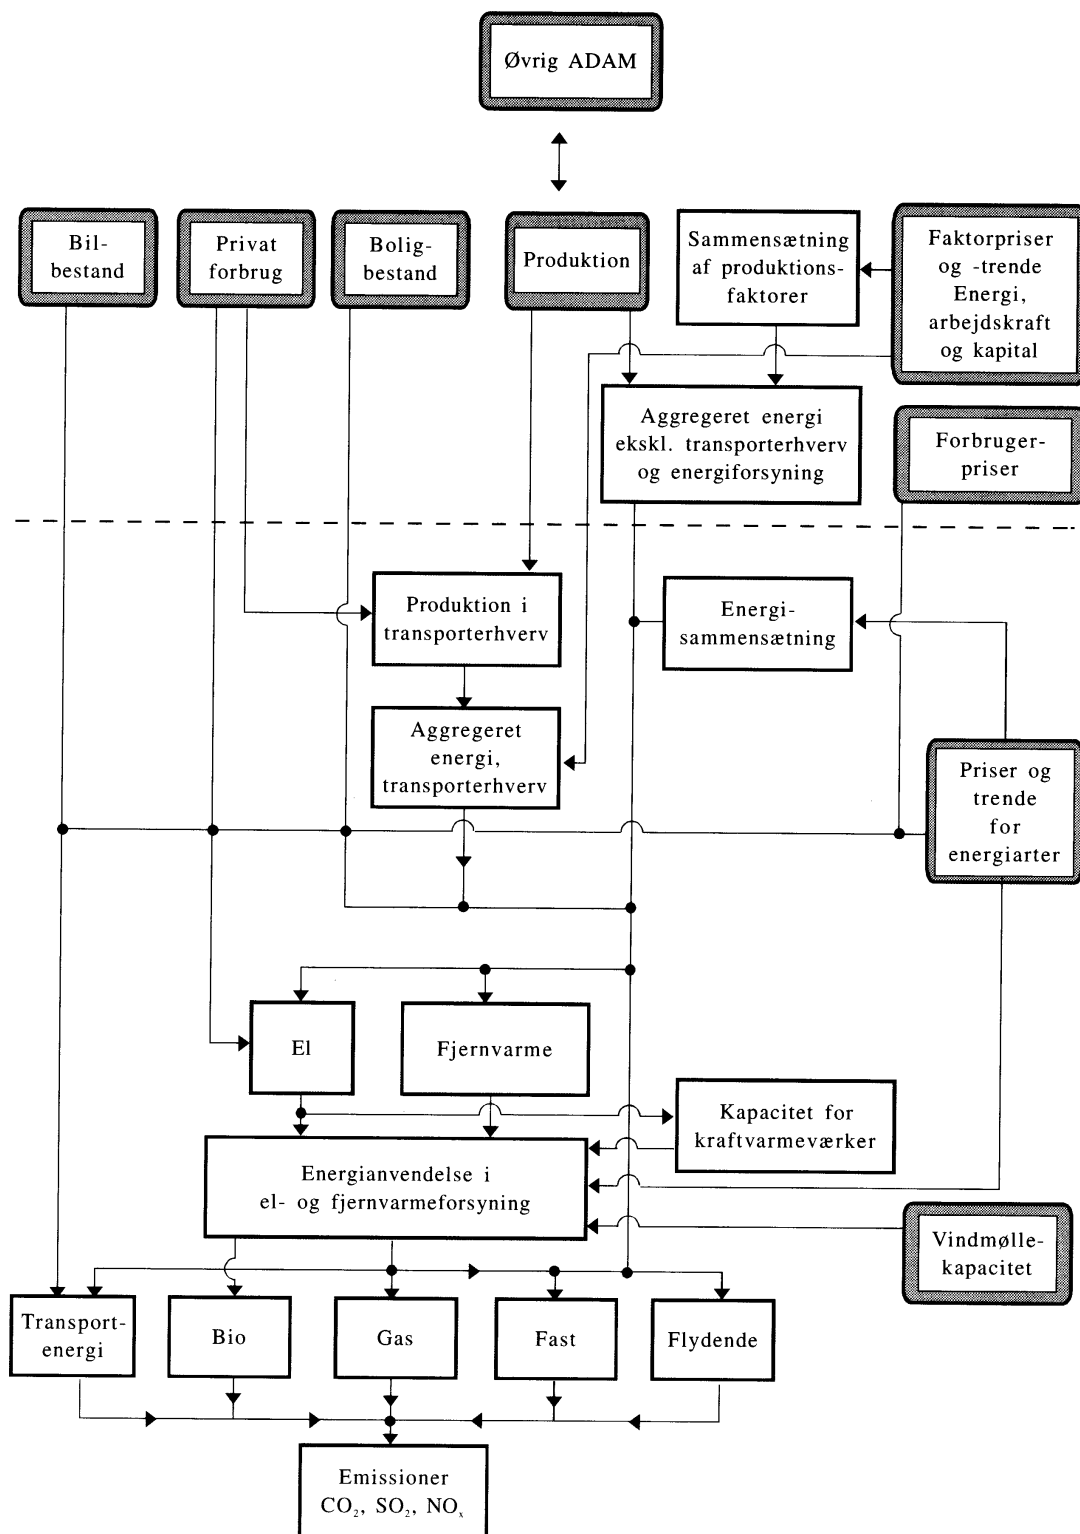 Øvrig ADAM
Bil-
bestand
Privat
forbrug
Bolig-
bestand
Produktion
Sammensætning
af produktions-
faktorer
Faktorpriser
og -trende
Energi,
arbejdskraft
og kapital
Aggregeret energi
ekskl. transporterhverv
og energiforsyning
Forbruger-
priser
Produktion i
transporterhverv
Energi-
sammensætning
Aggregeret
energi,
transporterhverv
Priser og
trende
for
energiarter
El
Fjernvarme
Kapacitet for
kraftvarmeværker
Energianvendelse i
el- og fjernvarmeforsyning
Vindmølle-
kapacitet
Transport-
energi
Bio
Gas
Fast
Flydende
Emissioner
CO₂, SO₂, NOₓ